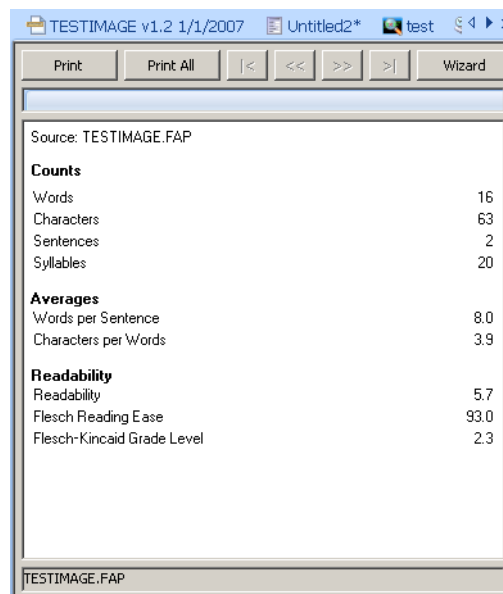 TESTIMAGE v1.2 1/1/2007 Untitled2* test
Print Print All |< << >> >| Wizard
Source: TESTIMAGE.FAP
Counts
Words 16
Characters 63
Sentences 2
Syllables 20
Averages
Words per Sentence 8.0
Characters per Words 3.9
Readability
Readability 5.7
Flesch Reading Ease 93.0
Flesch-Kincaid Grade Level 2.3
TESTIMAGE.FAP